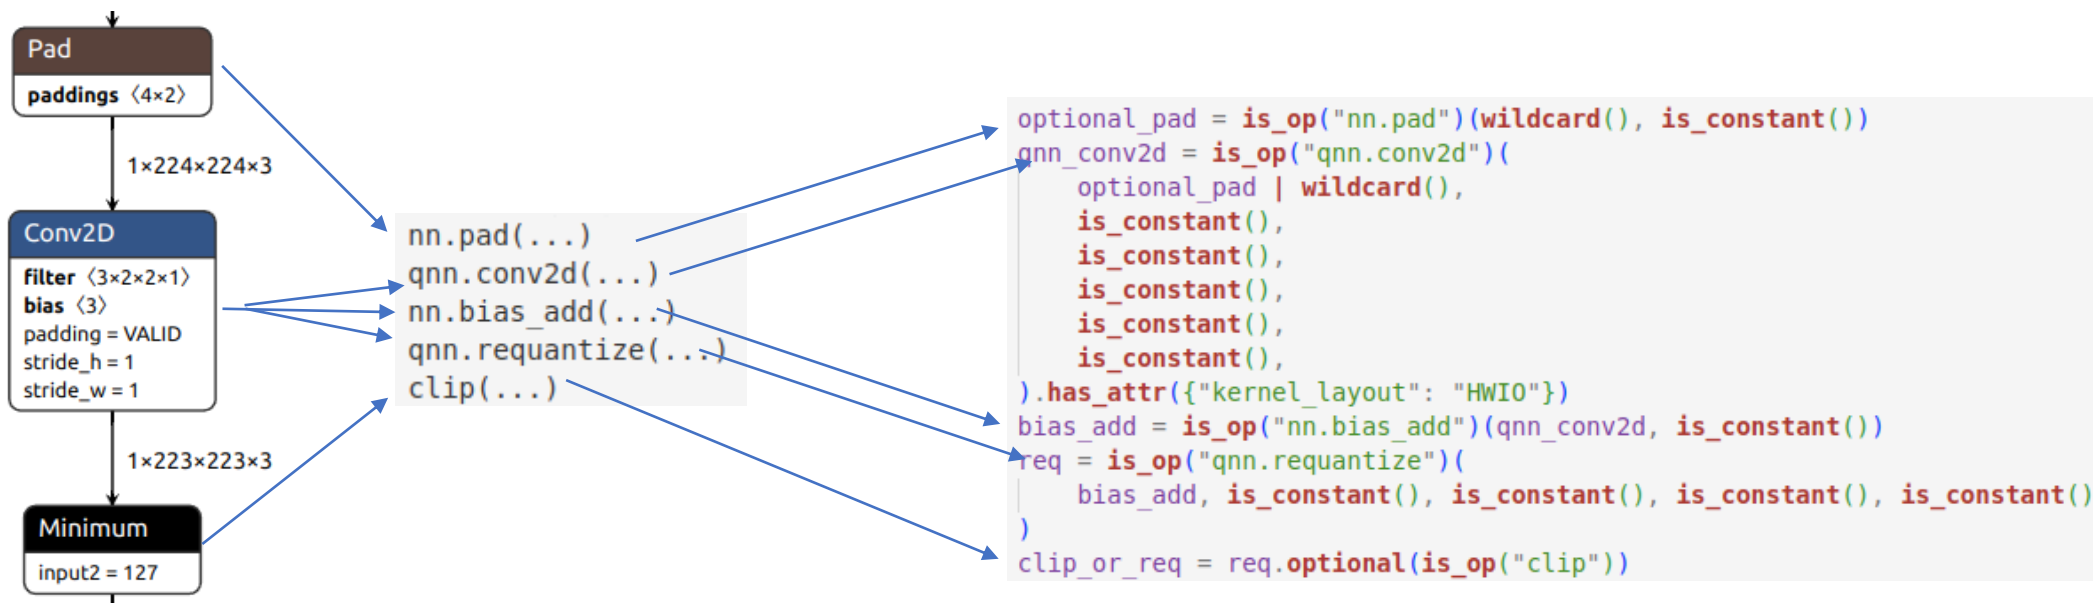 Pad
paddings 〈4×2〉
1×224×224×3
Conv2D
filter 〈3×2×2×1〉
bias 〈3〉
padding = VALID
stride_h = 1
stride_w = 1
1×223×223×3
Minimum
input2 = 127
nn.pad(...)
qnn.conv2d(...)
nn.bias_add(...)
qnn.requantize(...)
clip(...)
optional_pad = is_op("nn.pad")(wildcard(), is_constant())
qnn_conv2d = is_op("qnn.conv2d")(
    optional_pad | wildcard(),
    is_constant(),
    is_constant(),
    is_constant(),
    is_constant(),
    is_constant(),
).has_attr({"kernel_layout": "HWIO"})
bias_add = is_op("nn.bias_add")(qnn_conv2d, is_constant())
req = is_op("qnn.requantize")(
    bias_add, is_constant(), is_constant(), is_constant(), is_constant()
)
clip_or_req = req.optional(is_op("clip"))